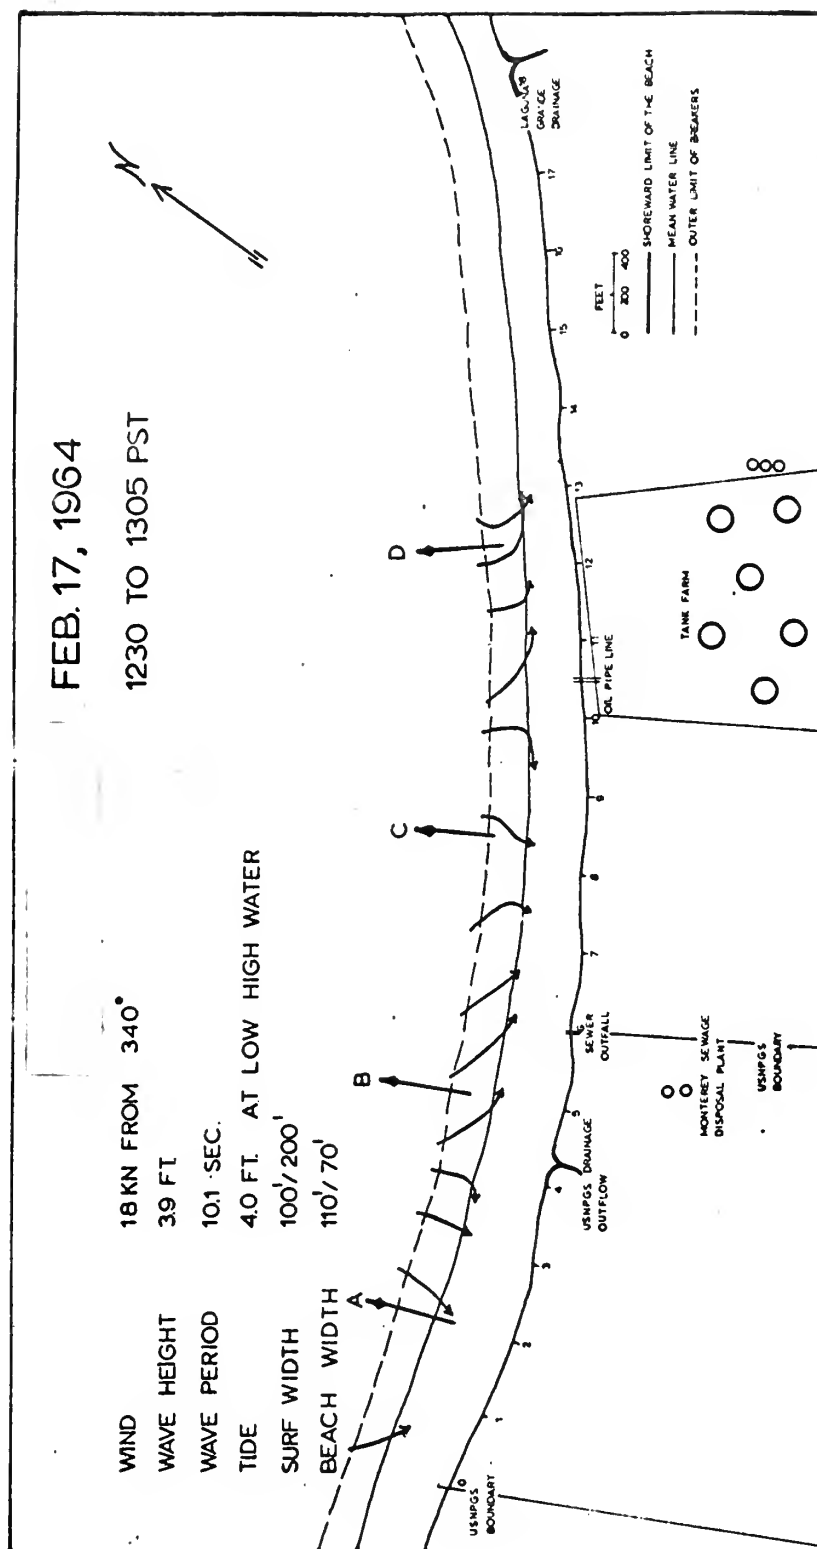 FEB. 17, 1964
1230 TO 1305 PST
WIND 18 KN FROM 340°
WAVE HEIGHT 3.9 FT.
WAVE PERIOD 10.1 SEC.
TIDE 4.0 FT. AT LOW HIGH WATER
SURF WIDTH 100'/200'
BEACH WIDTH 110'/70'
N
A
B
C
D
USNPGS
BOUNDARY
0
1
2
3
4
5
6
7
8
9
10
11
12
13
14
15
16
17
USNPGS DRAINAGE
OUTFLOW
SEWER
OUTFALL
MONTEREY SEWAGE
DISPOSAL PLANT
USNPGS
BOUNDARY
OIL PIPE LINE
TANK FARM
LAGUNA
GRANDE
DRAINAGE
FEET
0 200 400
SHOREWARD LIMIT OF THE BEACH
MEAN WATER LINE
OUTER LIMIT OF BREAKERS